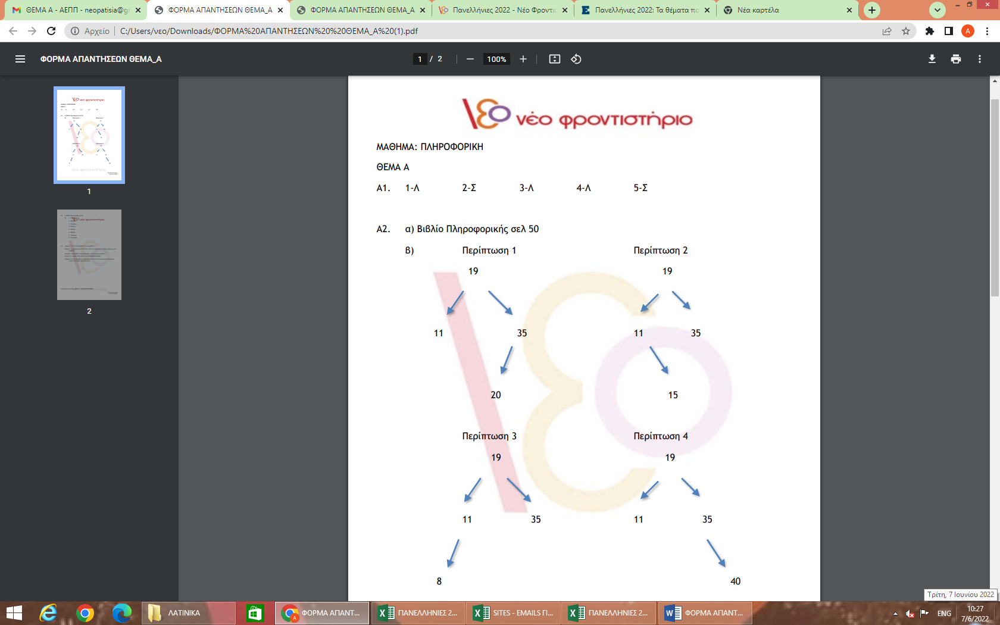 ΘΕΜΑ Α - ΑΕΠΠ - neopatisia@gr
ΦΟΡΜΑ ΑΠΑΝΤΗΣΕΩΝ ΘΕΜΑ_Α
ΦΟΡΜΑ ΑΠΑΝΤΗΣΕΩΝ ΘΕΜΑ_Α
Πανελλήνιες 2022 - Νέο Φροντισ
Πανελλήνιες 2022: Τα θέματα πο
Νέα καρτέλα
Αρχείο
C:/Users/νεο/Downloads/ΦΟΡΜΑ%20ΑΠΑΝΤΗΣΕΩΝ%20%20ΘΕΜΑ_Α%20(1).pdf
A
ΦΟΡΜΑ ΑΠΑΝΤΗΣΕΩΝ ΘΕΜΑ_Α
1 / 2
100%
1
2
νέο φροντιστήριο
ΜΑΘΗΜΑ: ΠΛΗΡΟΦΟΡΙΚΗ
ΘΕΜΑ Α
Α1. 1-Λ 2-Σ 3-Λ 4-Λ 5-Σ
Α2. α) Βιβλίο Πληροφορικής σελ 50
β) Περίπτωση 1 Περίπτωση 2
19 19
11 35 11 35
20 15
Περίπτωση 3 Περίπτωση 4
19 19
11 35 11 35
8 40
Τρίτη, 7 Ιουνίου 2022
ΛΑΤΙΝΙΚΑ
ΦΟΡΜΑ ΑΠΑΝΤ...
ΠΑΝΕΛΛΗΝΙΕΣ 2...
SITES - EMAILS ΓΙ...
ΠΑΝΕΛΛΗΝΙΕΣ 2...
ΦΟΡΜΑ ΑΠΑΝΤ...
ENG
10:27
7/6/2022